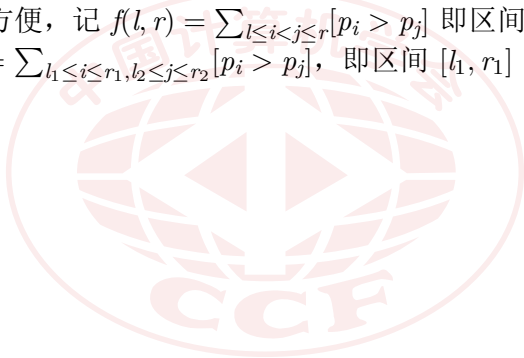 方便，记 f(l, r) = ∑_{l≤i<j≤r}[p_i > p_j] 即区间
= ∑_{l_1≤i≤r_1,l_2≤j≤r_2}[p_i > p_j]，即区间 [l_1, r_1]
CCF